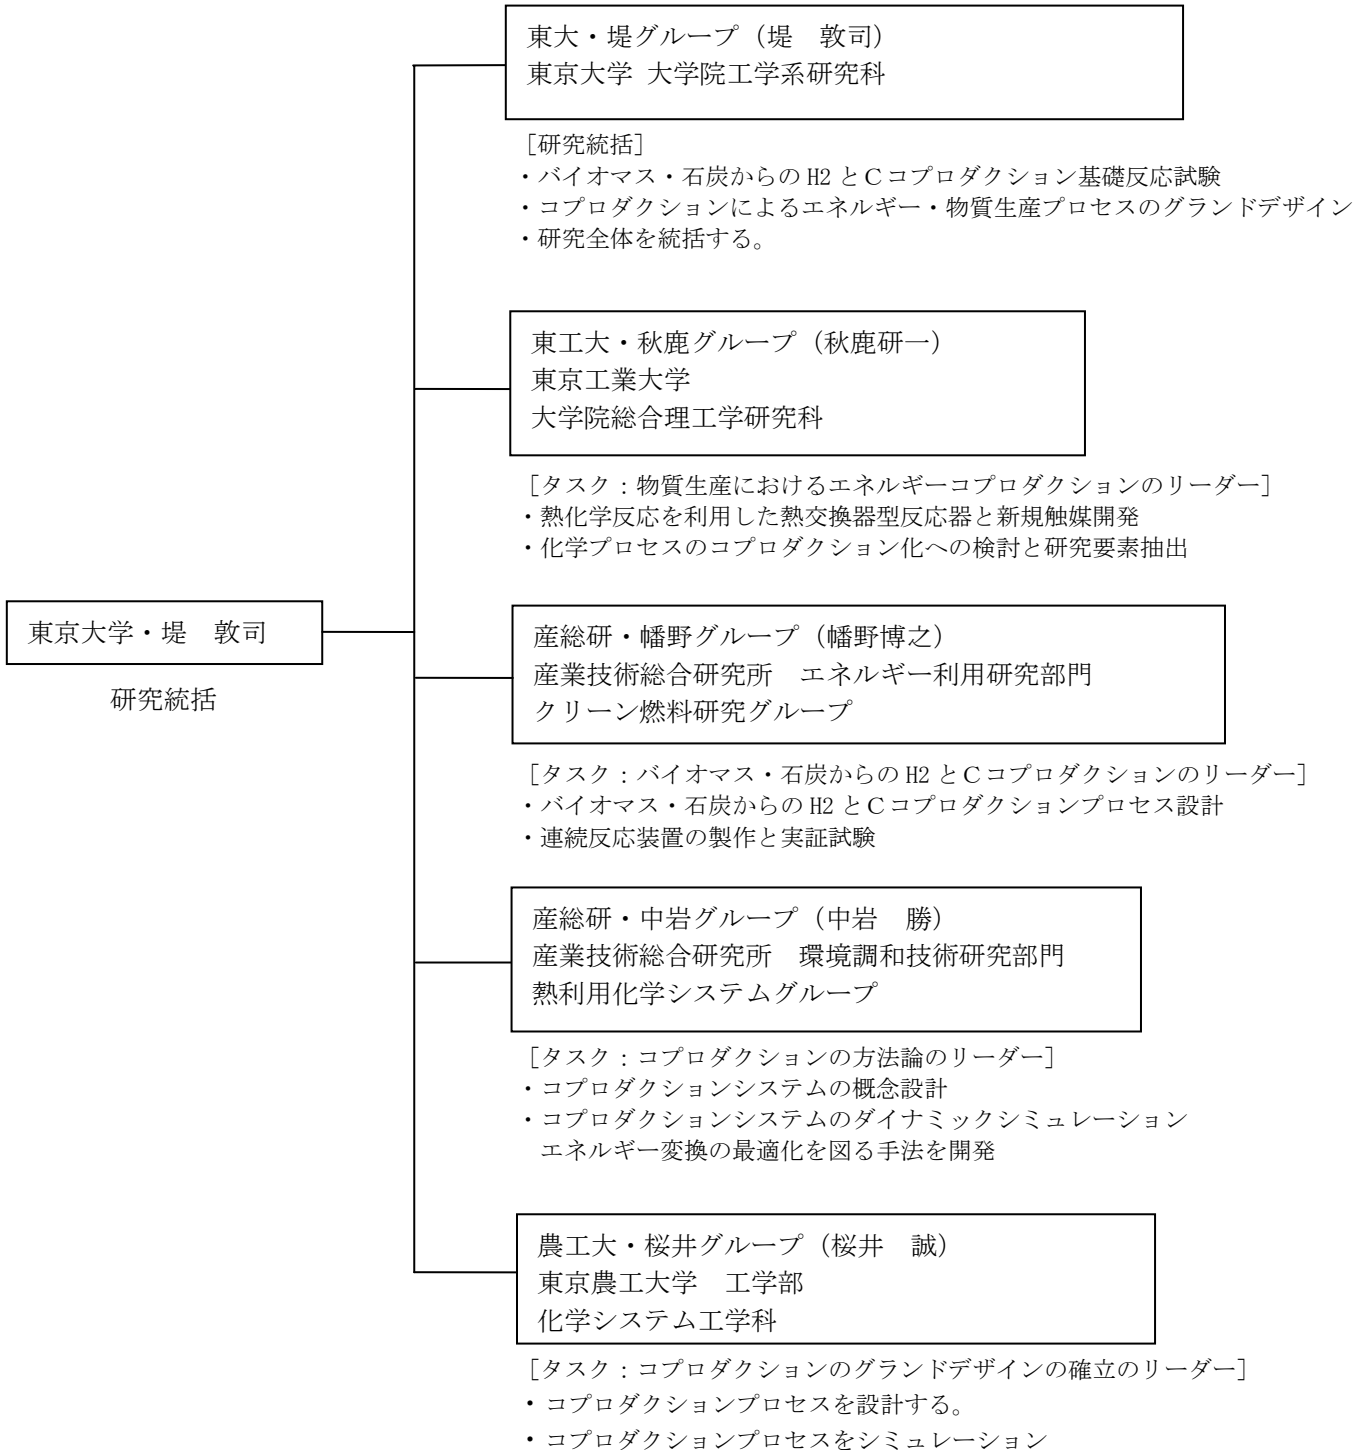 東大・堤グループ（堤　敦司）
東京大学 大学院工学系研究科
［研究統括］
・バイオマス・石炭からの H2 とＣコプロダクション基礎反応試験
・コプロダクションによるエネルギー・物質生産プロセスのグランドデザイン
・研究全体を統括する。
東工大・秋鹿グループ（秋鹿研一）
東京工業大学
大学院総合理工学研究科
［タスク：物質生産におけるエネルギーコプロダクションのリーダー］
・熱化学反応を利用した熱交換器型反応器と新規触媒開発
・化学プロセスのコプロダクション化への検討と研究要素抽出
東京大学・堤　敦司
研究統括
産総研・幡野グループ（幡野博之）
産業技術総合研究所　エネルギー利用研究部門
クリーン燃料研究グループ
［タスク：バイオマス・石炭からの H2 とＣコプロダクションのリーダー］
・バイオマス・石炭からの H2 とＣコプロダクションプロセス設計
・連続反応装置の製作と実証試験
産総研・中岩グループ（中岩　勝）
産業技術総合研究所　環境調和技術研究部門
熱利用化学システムグループ
［タスク：コプロダクションの方法論のリーダー］
・コプロダクションシステムの概念設計
・コプロダクションシステムのダイナミックシミュレーション
エネルギー変換の最適化を図る手法を開発
農工大・桜井グループ（桜井　誠）
東京農工大学　工学部
化学システム工学科
［タスク：コプロダクションのグランドデザインの確立のリーダー］
・コプロダクションプロセスを設計する。
・コプロダクションプロセスをシミュレーション